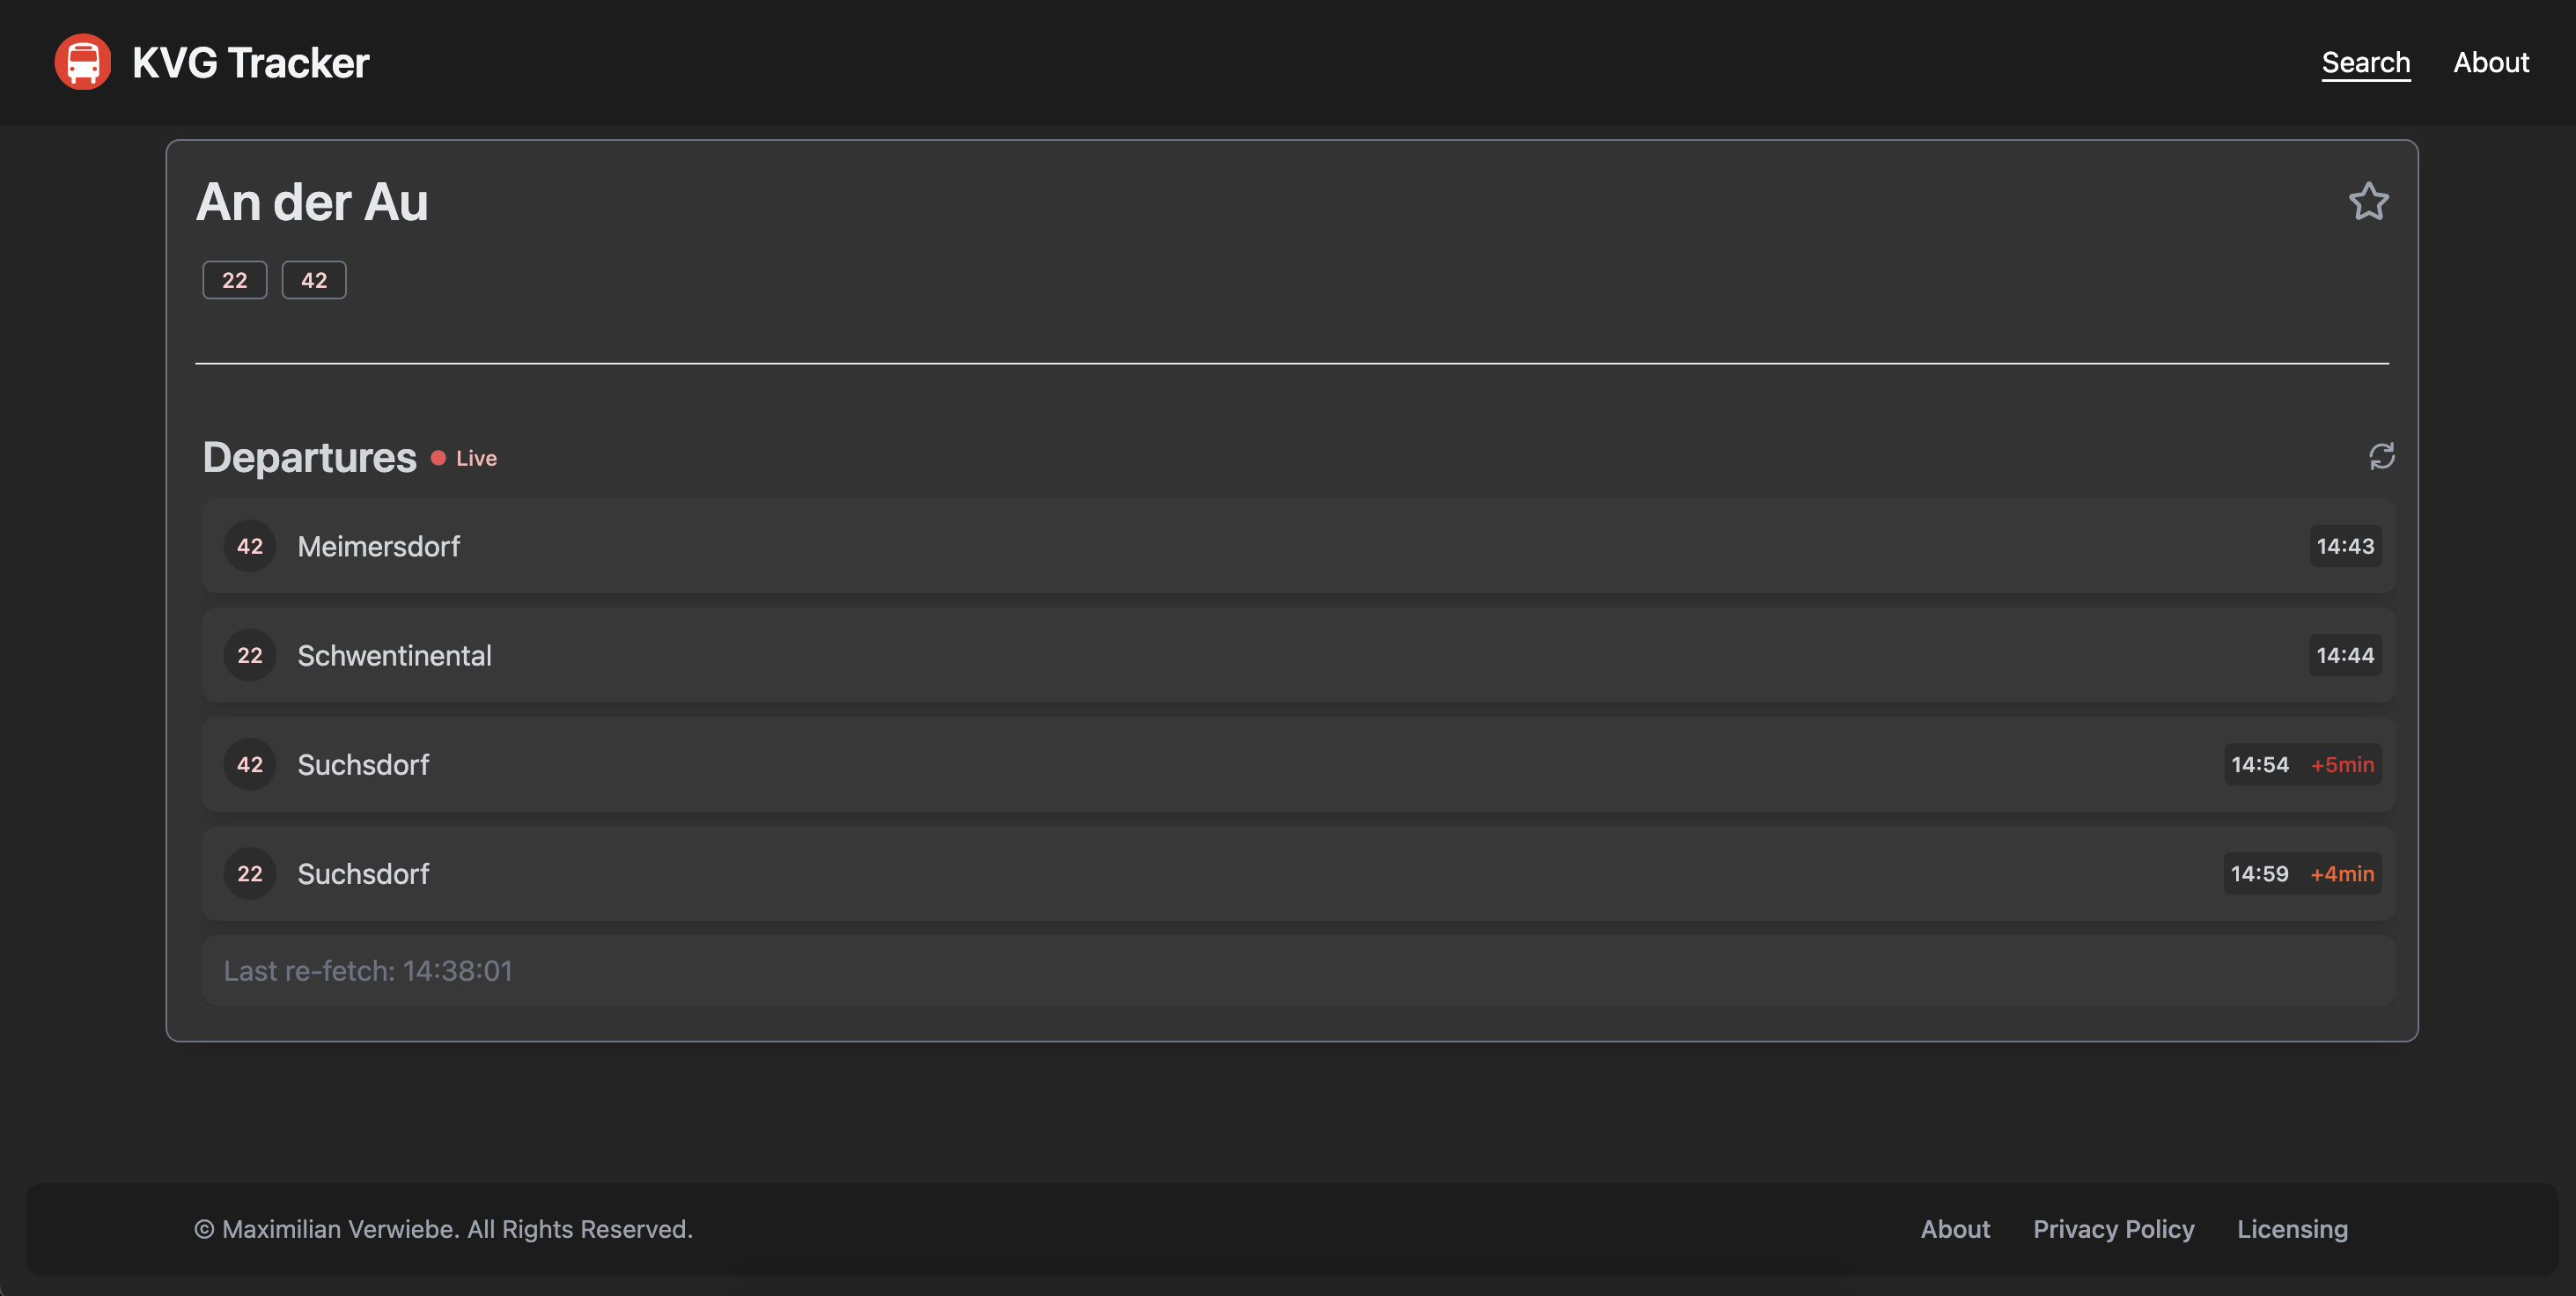 KVG Tracker
Search About
An der Au
22 42
Departures Live
42 Meimersdorf 14:43
22 Schwentinental 14:44
42 Suchsdorf 14:54 +5min
22 Suchsdorf 14:59 +4min
Last re-fetch: 14:38:01
© Maximilian Verwiebe. All Rights Reserved. About Privacy Policy Licensing